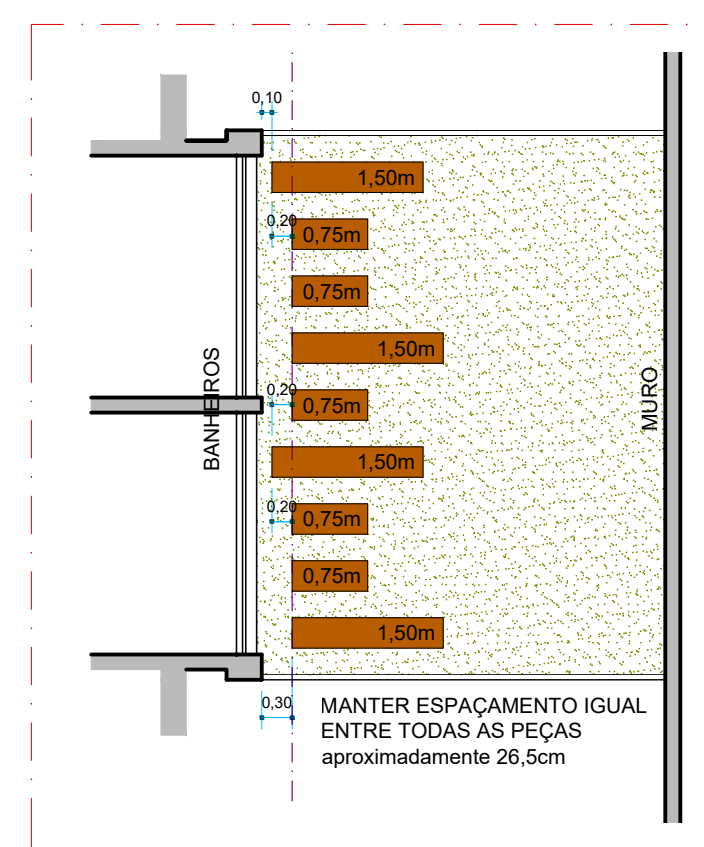 0,10
1,50m
0,20
0,75m
0,75m
1,50m
BANHEIROS
0,20
0,75m
MURO
1,50m
0,20
0,75m
0,75m
1,50m
0,30
MANTER ESPAÇAMENTO IGUAL
ENTRE TODAS AS PEÇAS
aproximadamente 26,5cm